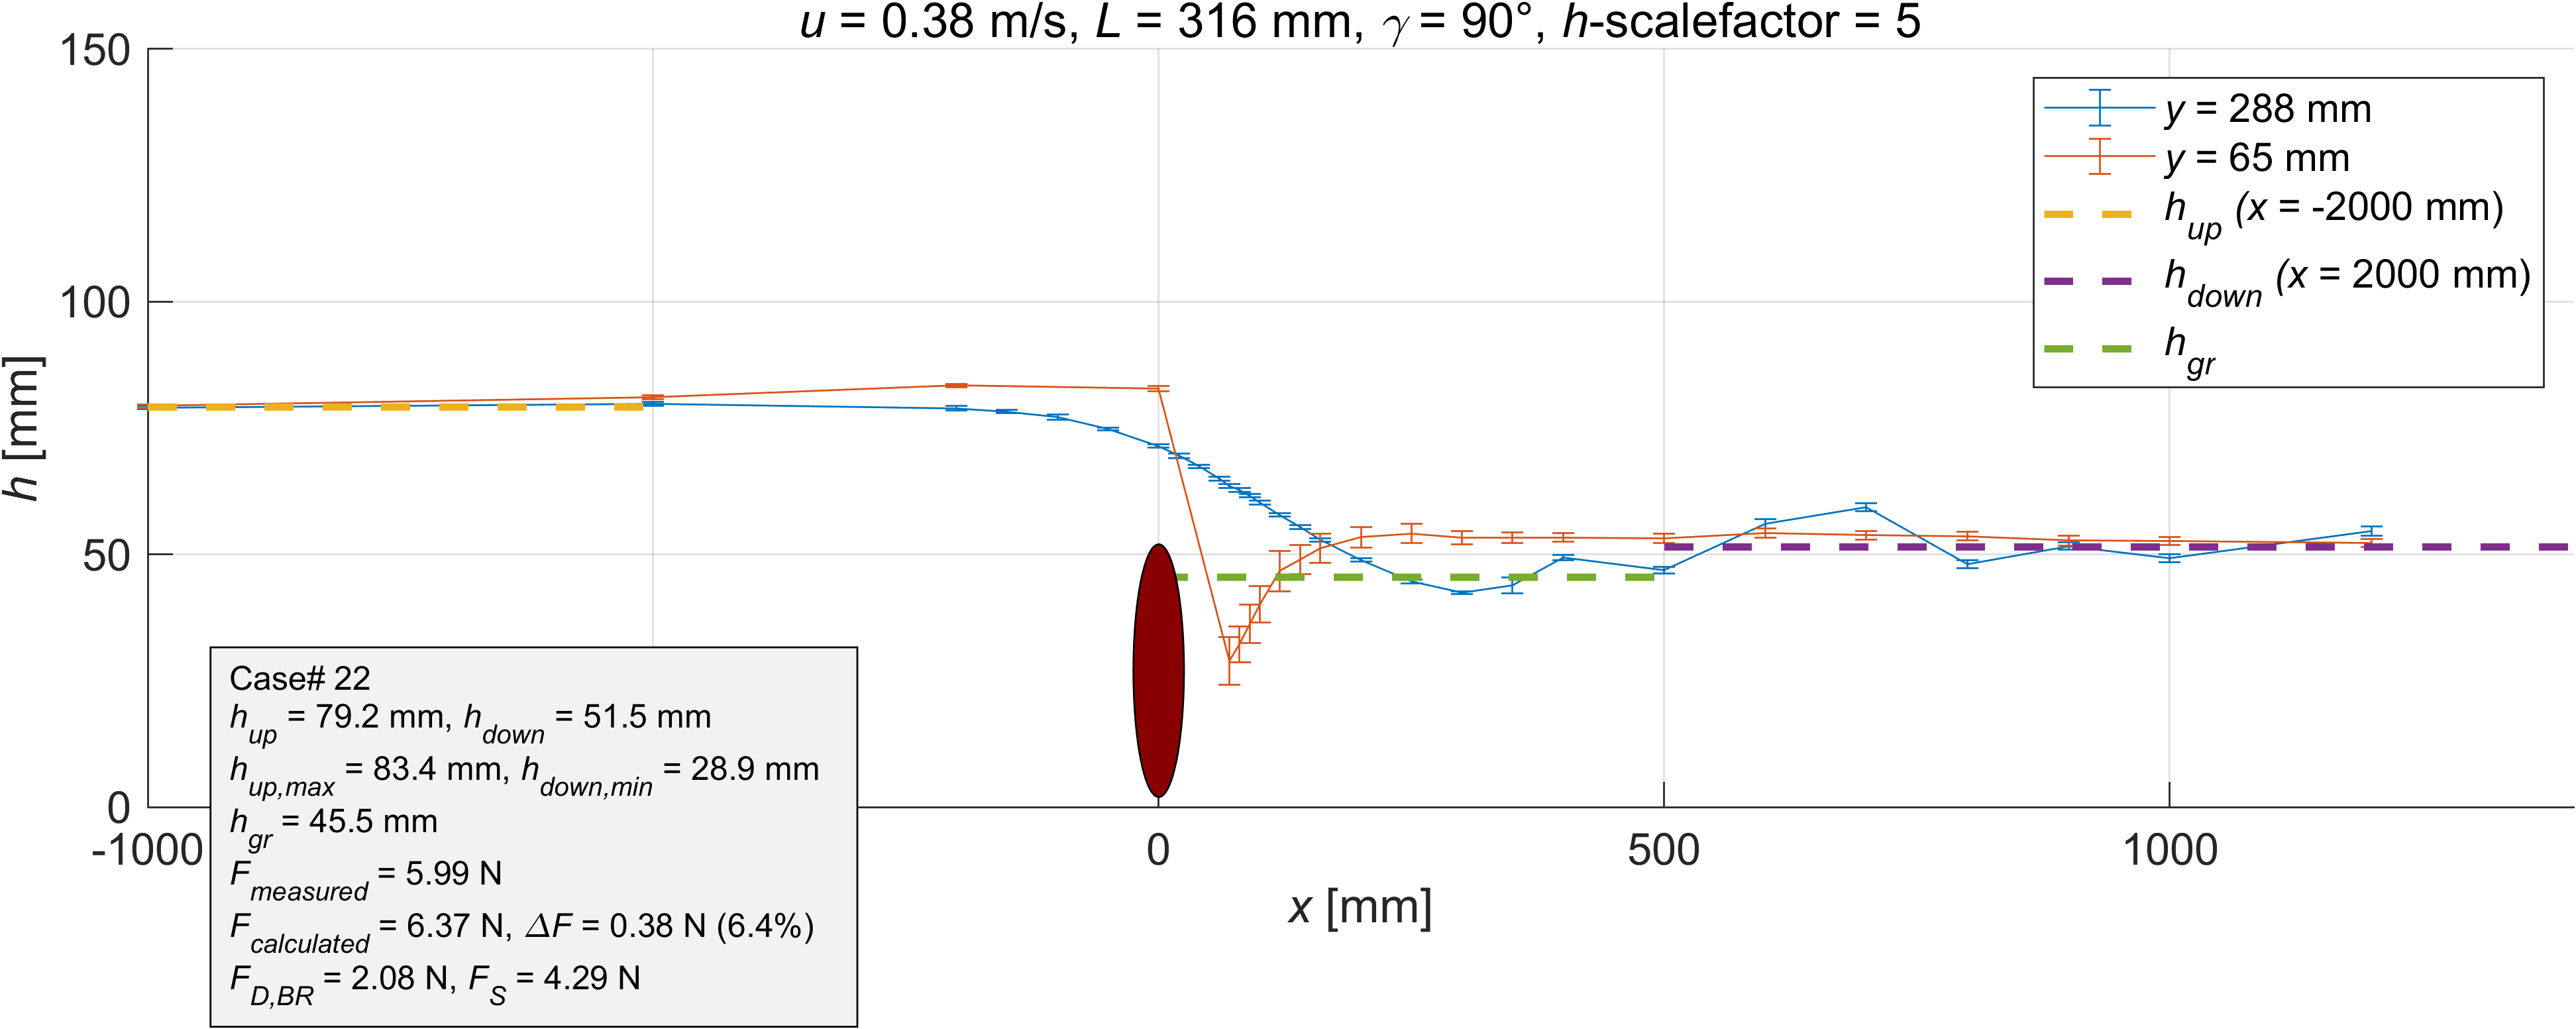 u = 0.38 m/s, L = 316 mm, γ = 90°, h-scalefactor = 5
150
100
50
0
h [mm]
-1000
0
500
1000
x [mm]
y = 288 mm
y = 65 mm
h_up (x = -2000 mm)
h_down (x = 2000 mm)
h_gr
Case# 22
h_up = 79.2 mm, h_down = 51.5 mm
h_up,max = 83.4 mm, h_down,min = 28.9 mm
h_gr = 45.5 mm
F_measured = 5.99 N
F_calculated = 6.37 N, ΔF = 0.38 N (6.4%)
F_D,BR = 2.08 N, F_S = 4.29 N